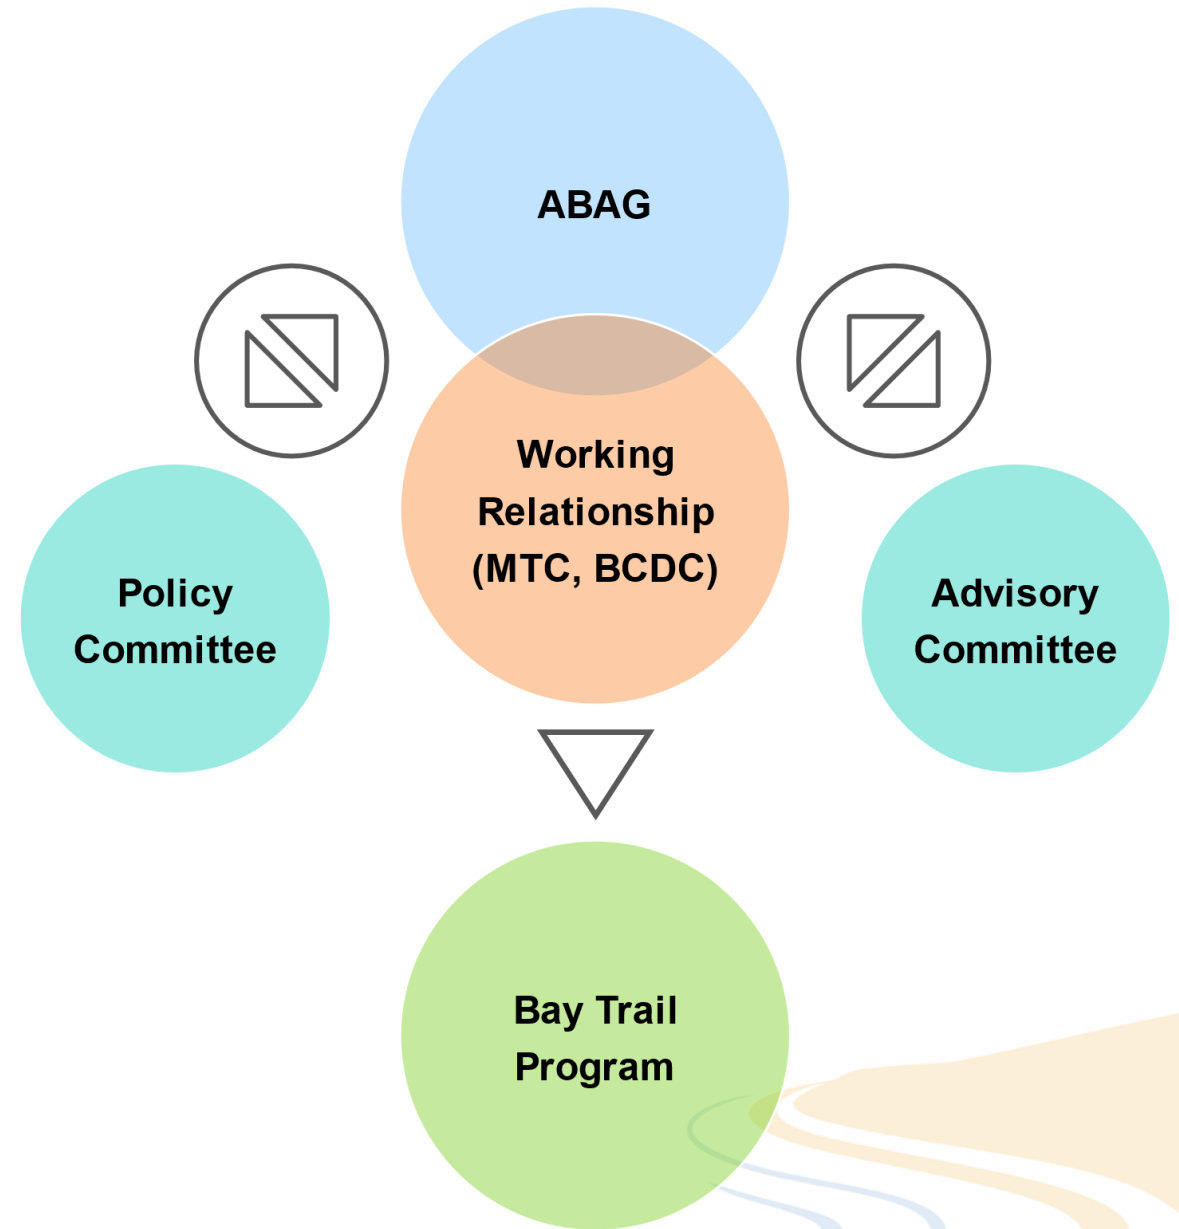 ABAG
Working
Relationship
(MTC, BCDC)
Policy
Committee
Advisory
Committee
Bay Trail
Program